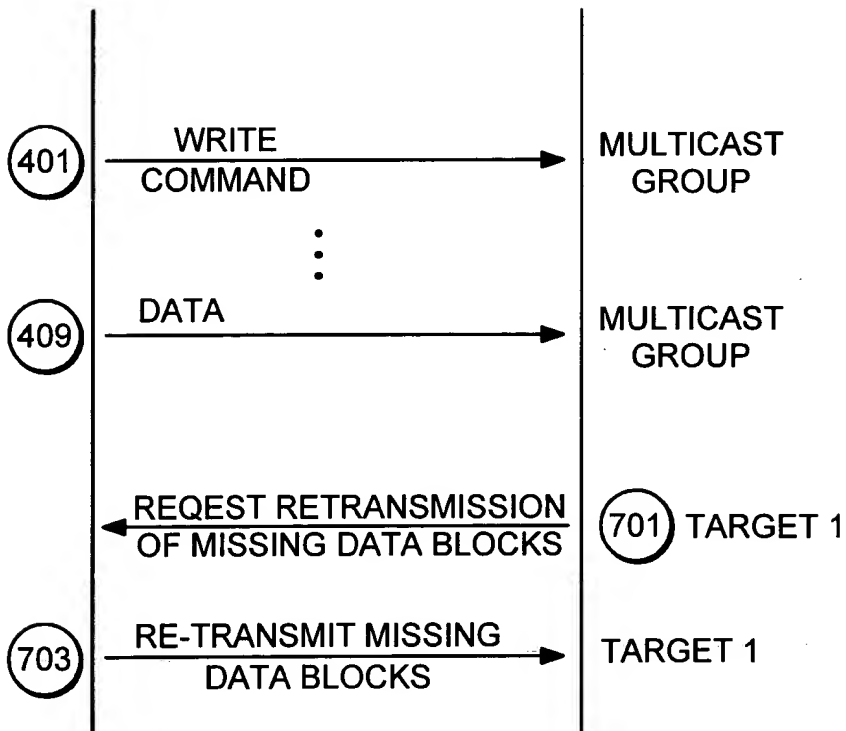 401 WRITE COMMAND MULTICAST GROUP
409 DATA MULTICAST GROUP
REQEST RETRANSMISSION OF MISSING DATA BLOCKS 701 TARGET 1
703 RE-TRANSMIT MISSING DATA BLOCKS TARGET 1